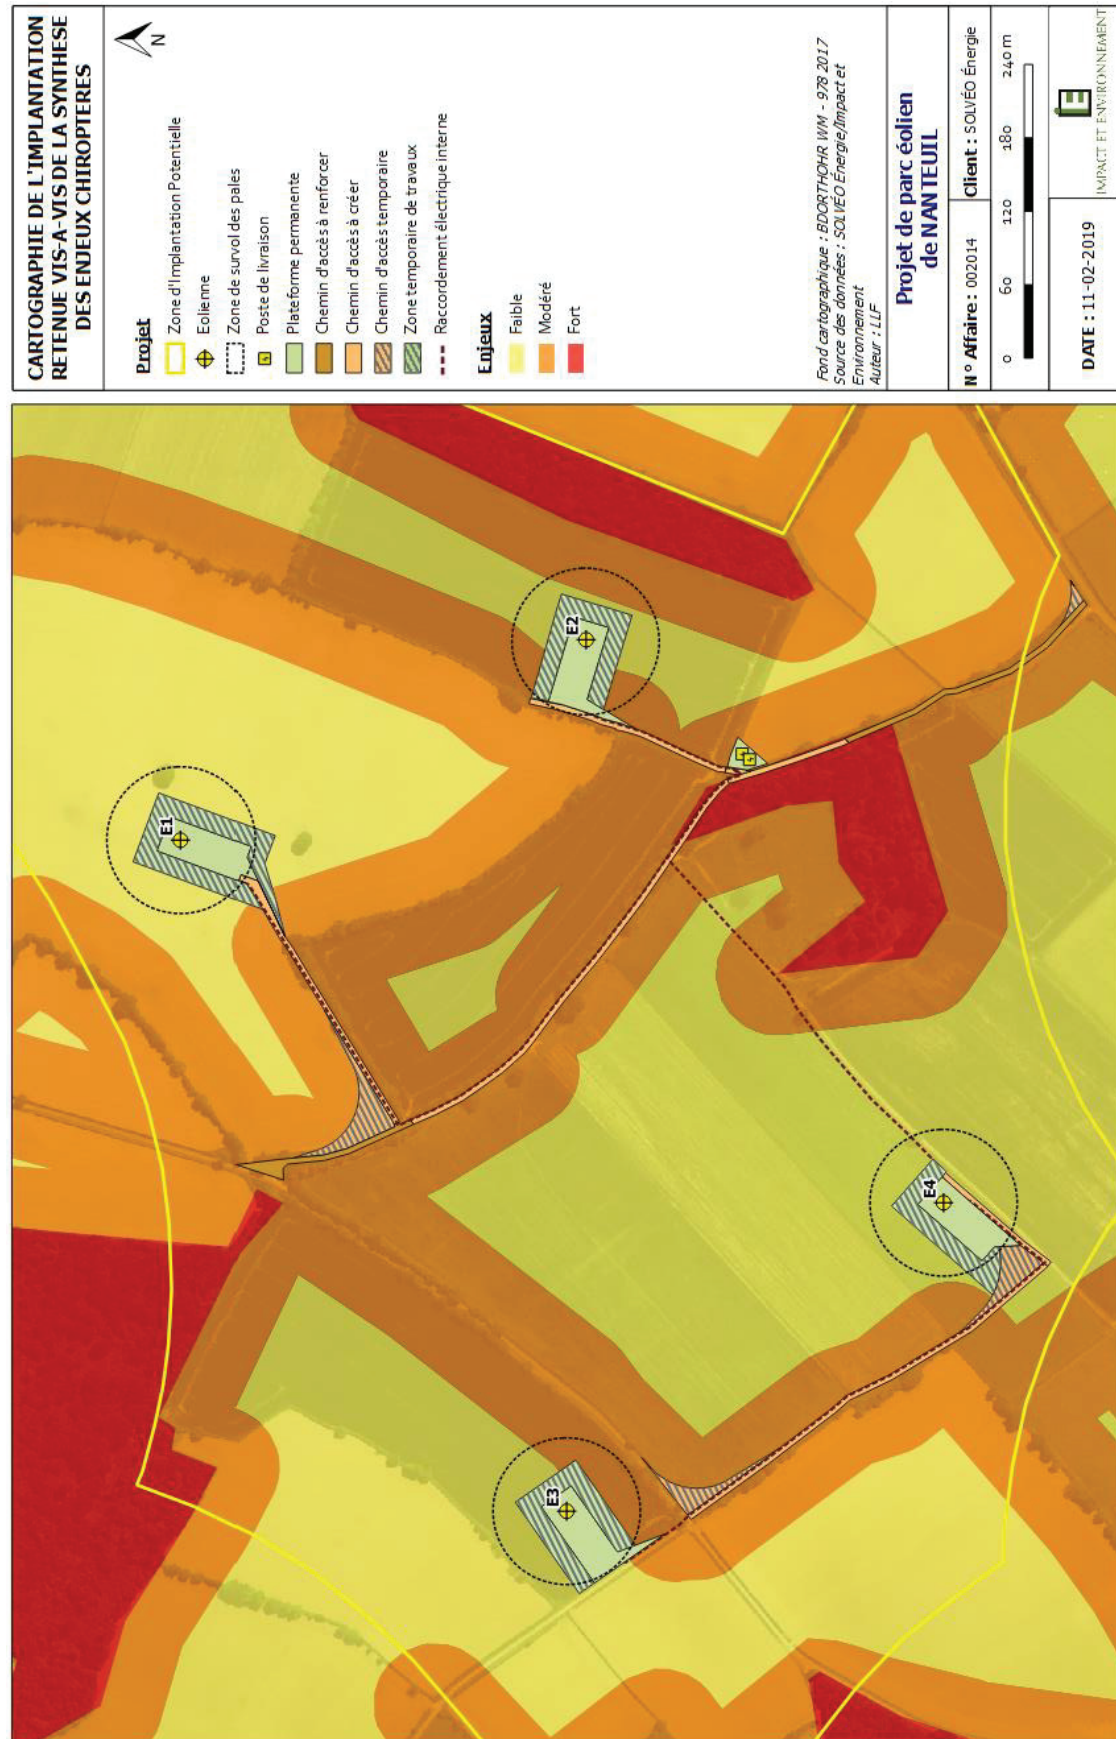 CARTOGRAPHIE DE L'IMPLANTATION
RETENUE VIS-A-VIS DE LA SYNTHESE
DES ENJEUX CHIROPTERES
N
Projet
Zone d'Implantation Potentielle
Eolienne
Zone de survol des pales
Poste de livraison
Plateforme permanente
Chemin d'accès à renforcer
Chemin d'accès à créer
Chemin d'accès temporaire
Zone temporaire de travaux
Raccordement électrique interne
Enjeux
Faible
Modéré
Fort
Fond cartographique : BDORTHOHR WM - 978 2017
Source des données : SOLVÉO Énergie/Impact et
Environnement
Auteur : LLF
Projet de parc éolien
de NANTEUIL
N° Affaire : 002014
Client : SOLVÉO Énergie
0 60 120 180 240 m
DATE : 11-02-2019
IE
IMPACT ET ENVIRONNEMENT
E1
E2
E3
E4